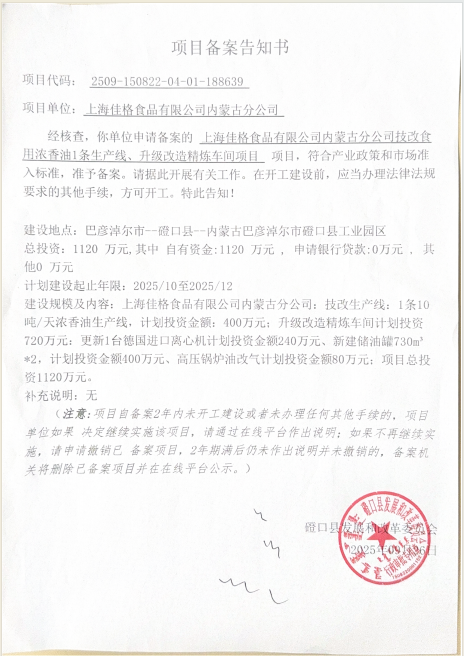 项目备案告知书
项目代码： 2509-150822-04-01-188639
项目单位：上海佳格食品有限公司内蒙古分公司
经核查，你单位申请备案的 上海佳格食品有限公司内蒙古分公司技改食
用浓香油1条生产线、升级改造精炼车间项目 项目，符合产业政策和市场准
入标准，准予备案。请据此开展有关工作。在开工建设前，应当办理法律法规
要求的其他手续，方可开工。特此告知！
建设地点：巴彦淖尔市--磴口县--内蒙古巴彦淖尔市磴口县工业园区
总投资：1120 万元,其中 自有资金:1120 万元 , 申请银行贷款:0万元 , 其
他0 万元
计划建设起止年限：2025/10至2025/12
建设规模及内容：上海佳格食品有限公司内蒙古分公司：技改生产线：1条10
吨/天浓香油生产线，计划投资金额：400万元；升级改造精炼车间计划投资
720万元；更新1台德国进口离心机计划投资金额240万元、新建储油罐730m³
*2，计划投资金额400万元、高压锅炉油改气计划投资金额80万元；项目总投
资1120万元。
补充说明：无
（注意:项目自备案2年内未开工建设或者未办理任何其他手续的，项目
单位如果 决定继续实施该项目，请通过在线平台作出说明；如果不再继续实
施，请申请撤销已 备案项目，2年期满后仍未作出说明并未撤销的，备案机
关将删除已备案项目并在在线平台公示。）
磴口县发展和改革委员会
2025年09月26日